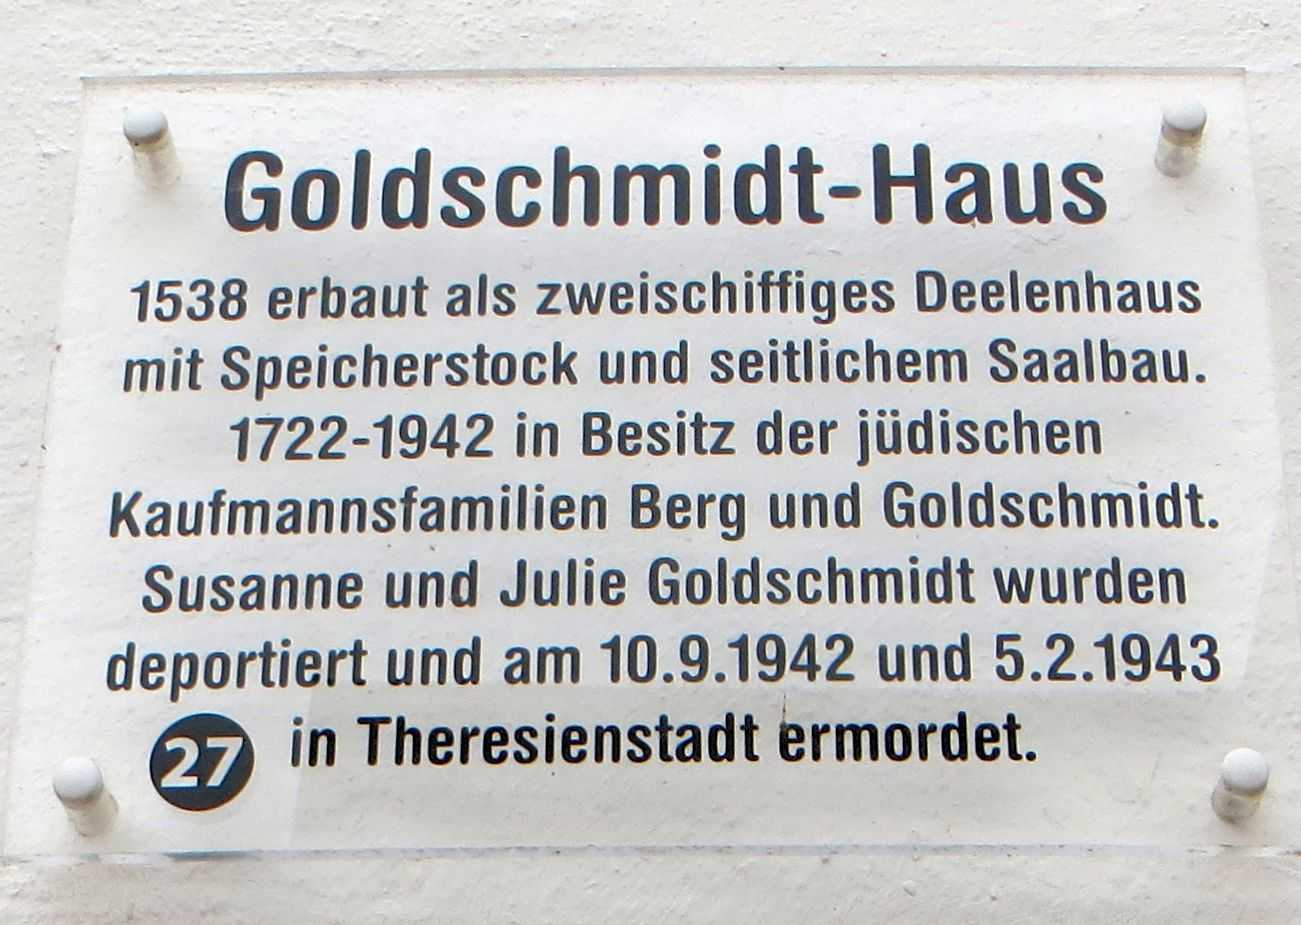 Goldschmidt-Haus
1538 erbaut als zweischiffiges Deelenhaus
mit Speicherstock und seitlichem Saalbau.
1722-1942 in Besitz der jüdischen
Kaufmannsfamilien Berg und Goldschmidt.
Susanne und Julie Goldschmidt wurden
deportiert und am 10.9.1942 und 5.2.1943
in Theresienstadt ermordet.
27